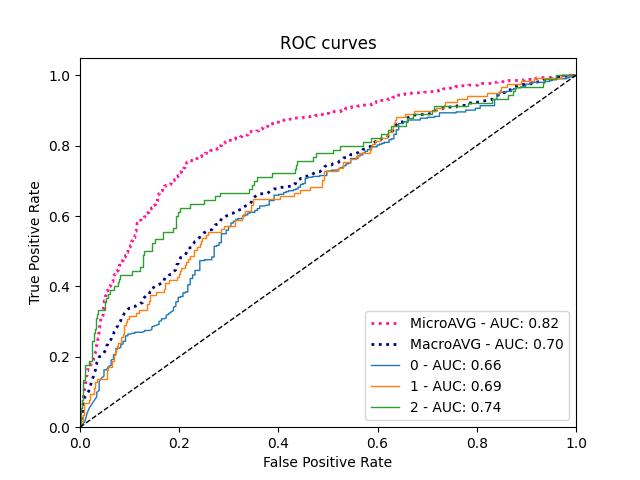 ROC curves
True Positive Rate
1.0
0.8
0.6
0.4
0.2
0.0
0.0 0.2 0.4 0.6 0.8 1.0
False Positive Rate
MicroAVG - AUC: 0.82
MacroAVG - AUC: 0.70
0 - AUC: 0.66
1 - AUC: 0.69
2 - AUC: 0.74